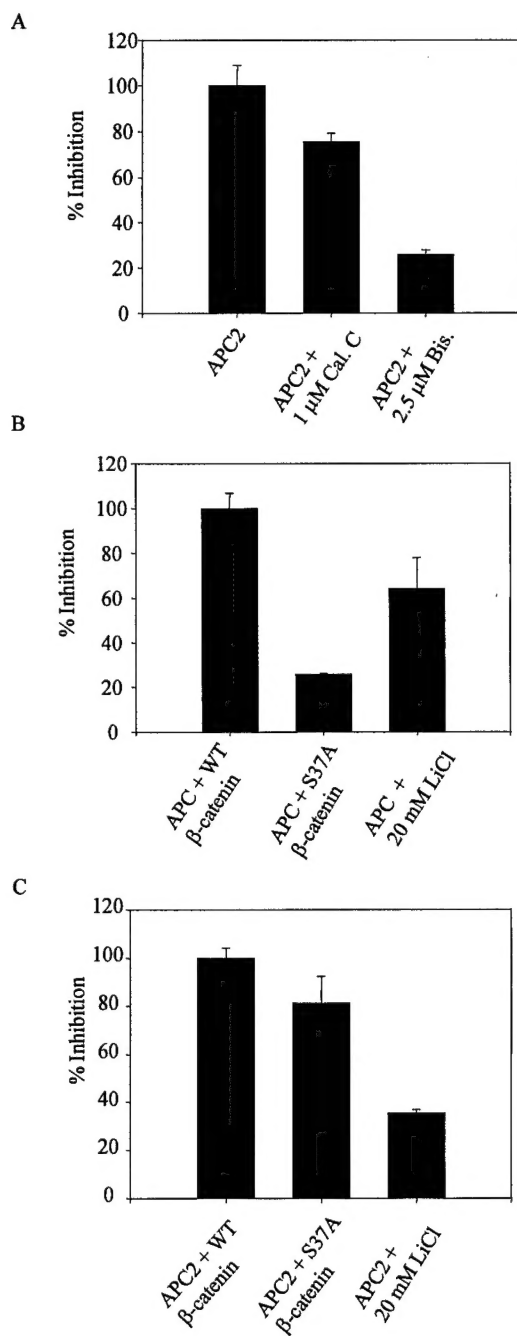 A
120
100
80
60
40
20
0
% Inhibition
APC2
APC2 +
1 μM Cal. C
APC2 +
2.5 μM Bis.
B
120
100
80
60
40
20
0
% Inhibition
APC + WT
β-catenin
APC + S37A
β-catenin
APC +
20 mM LiCl
C
120
100
80
60
40
20
0
% Inhibition
APC2 + WT
β-catenin
APC2 + S37A
β-catenin
APC2 +
20 mM LiCl